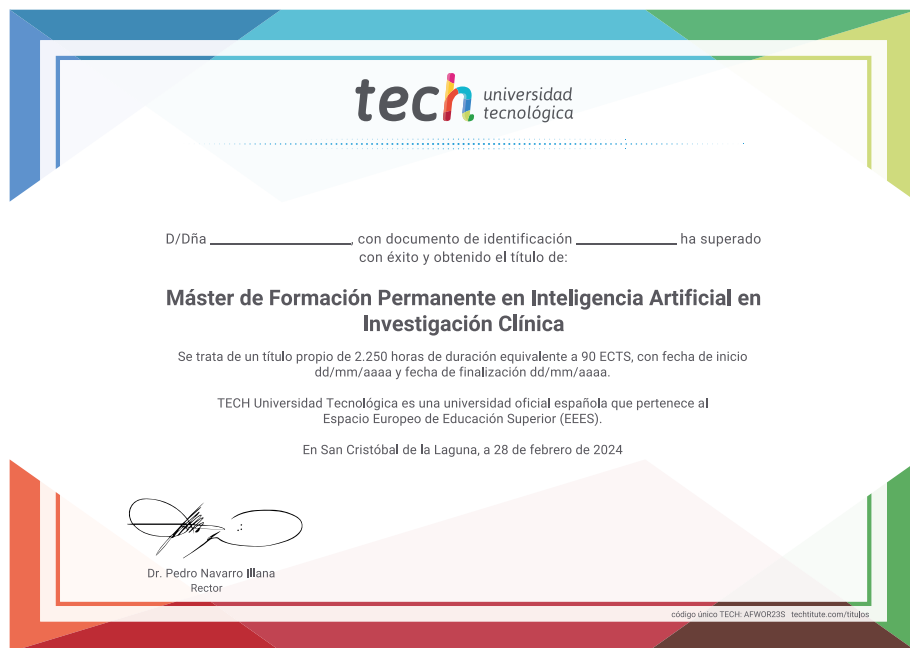 tech universidad
tecnológica
D/Dña ________________, con documento de identificación ____________ ha superado
con éxito y obtenido el título de:
Máster de Formación Permanente en Inteligencia Artificial en
Investigación Clínica
Se trata de un título propio de 2.250 horas de duración equivalente a 90 ECTS, con fecha de inicio
dd/mm/aaaa y fecha de finalización dd/mm/aaaa.
TECH Universidad Tecnológica es una universidad oficial española que pertenece al
Espacio Europeo de Educación Superior (EEES).
En San Cristóbal de la Laguna, a 28 de febrero de 2024
Dr. Pedro Navarro Illana
Rector
código único TECH: AFWOR23S techtitute.com/titulos